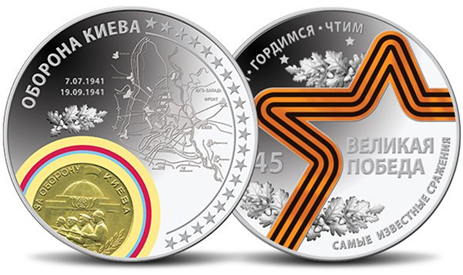 ОБОРОНА КИЕВА
7.07.1941
19.09.1941
ЗА ОБОРОНУ КИЕВА
· ГОРДИМСЯ · ЧТИМ
45
ВЕЛИКАЯ
ПОБЕДА
САМЫЕ ИЗВЕСТНЫЕ СРАЖЕНИЯ